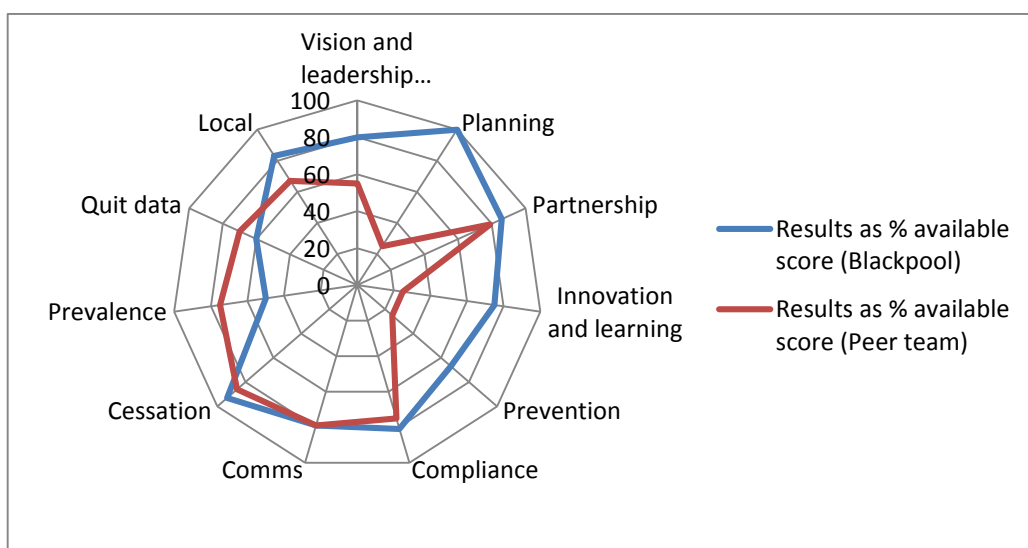 Vision and
leadership…
Planning
Partnership
Innovation
and learning
Prevention
Compliance
Comms
Cessation
Prevalence
Quit data
Local
100
80
60
40
20
0
Results as % available
score (Blackpool)
Results as % available
score (Peer team)